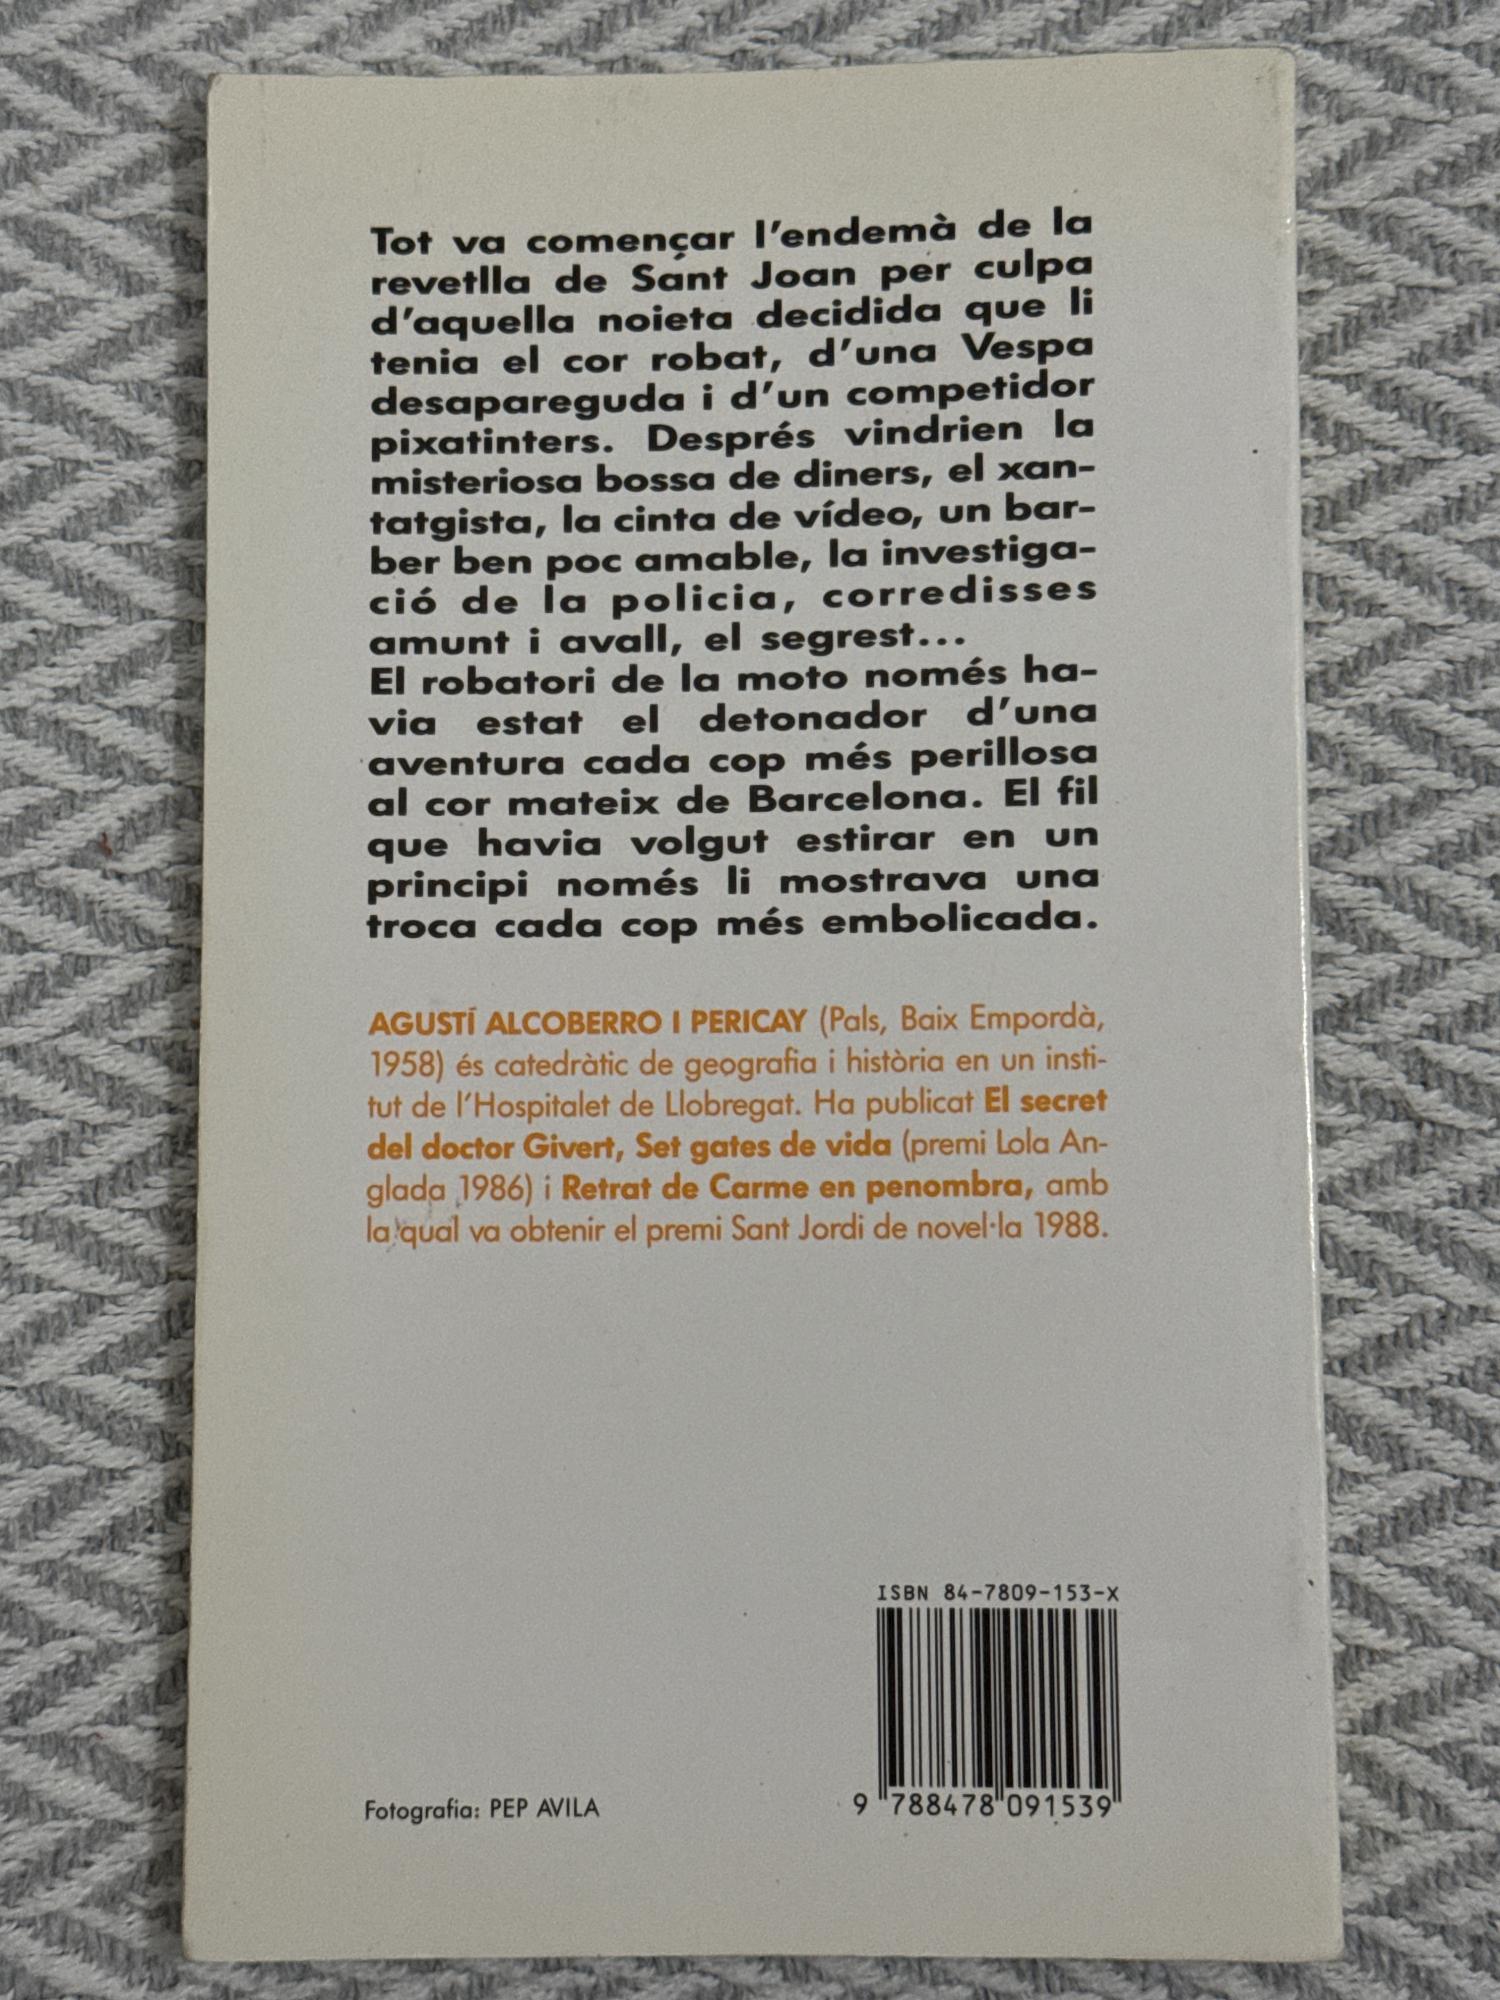 Tot va començar l'endemà de la
revetlla de Sant Joan per culpa
d'aquella noieta decidida que li
tenia el cor robat, d'una Vespa
desapareguda i d'un competidor
pixatinters. Després vindrien la
misteriosa bossa de diners, el xan-
tatgista, la cinta de vídeo, un bar-
ber ben poc amable, la investiga-
ció de la policia, corredisses
amunt i avall, el segrest...
El robatori de la moto només ha-
via estat el detonador d'una
aventura cada cop més perillosa
al cor mateix de Barcelona. El fil
que havia volgut estirar en un
principi només li mostrava una
troca cada cop més embolicada.
AGUSTÍ ALCOBERRO I PERICAY (Pals, Baix Empordà,
1958) és catedràtic de geografia i història en un insti-
tut de l'Hospitalet de Llobregat. Ha publicat El secret
del doctor Givert, Set gates de vida (premi Lola An-
glada 1986) i Retrat de Carme en penombra, amb
la qual va obtenir el premi Sant Jordi de novel·la 1988.
ISBN 84-7809-153-X
9 788478 091539
Fotografia: PEP AVILA